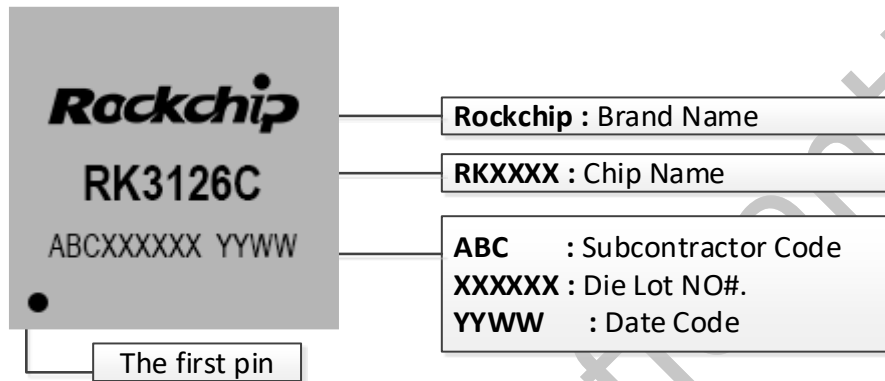 Rockchip
RK3126C
ABCXXXXXX YYWW
Rockchip : Brand Name
RKXXXX : Chip Name
ABC : Subcontractor Code
XXXXXX : Die Lot NO#.
YYWW : Date Code
The first pin